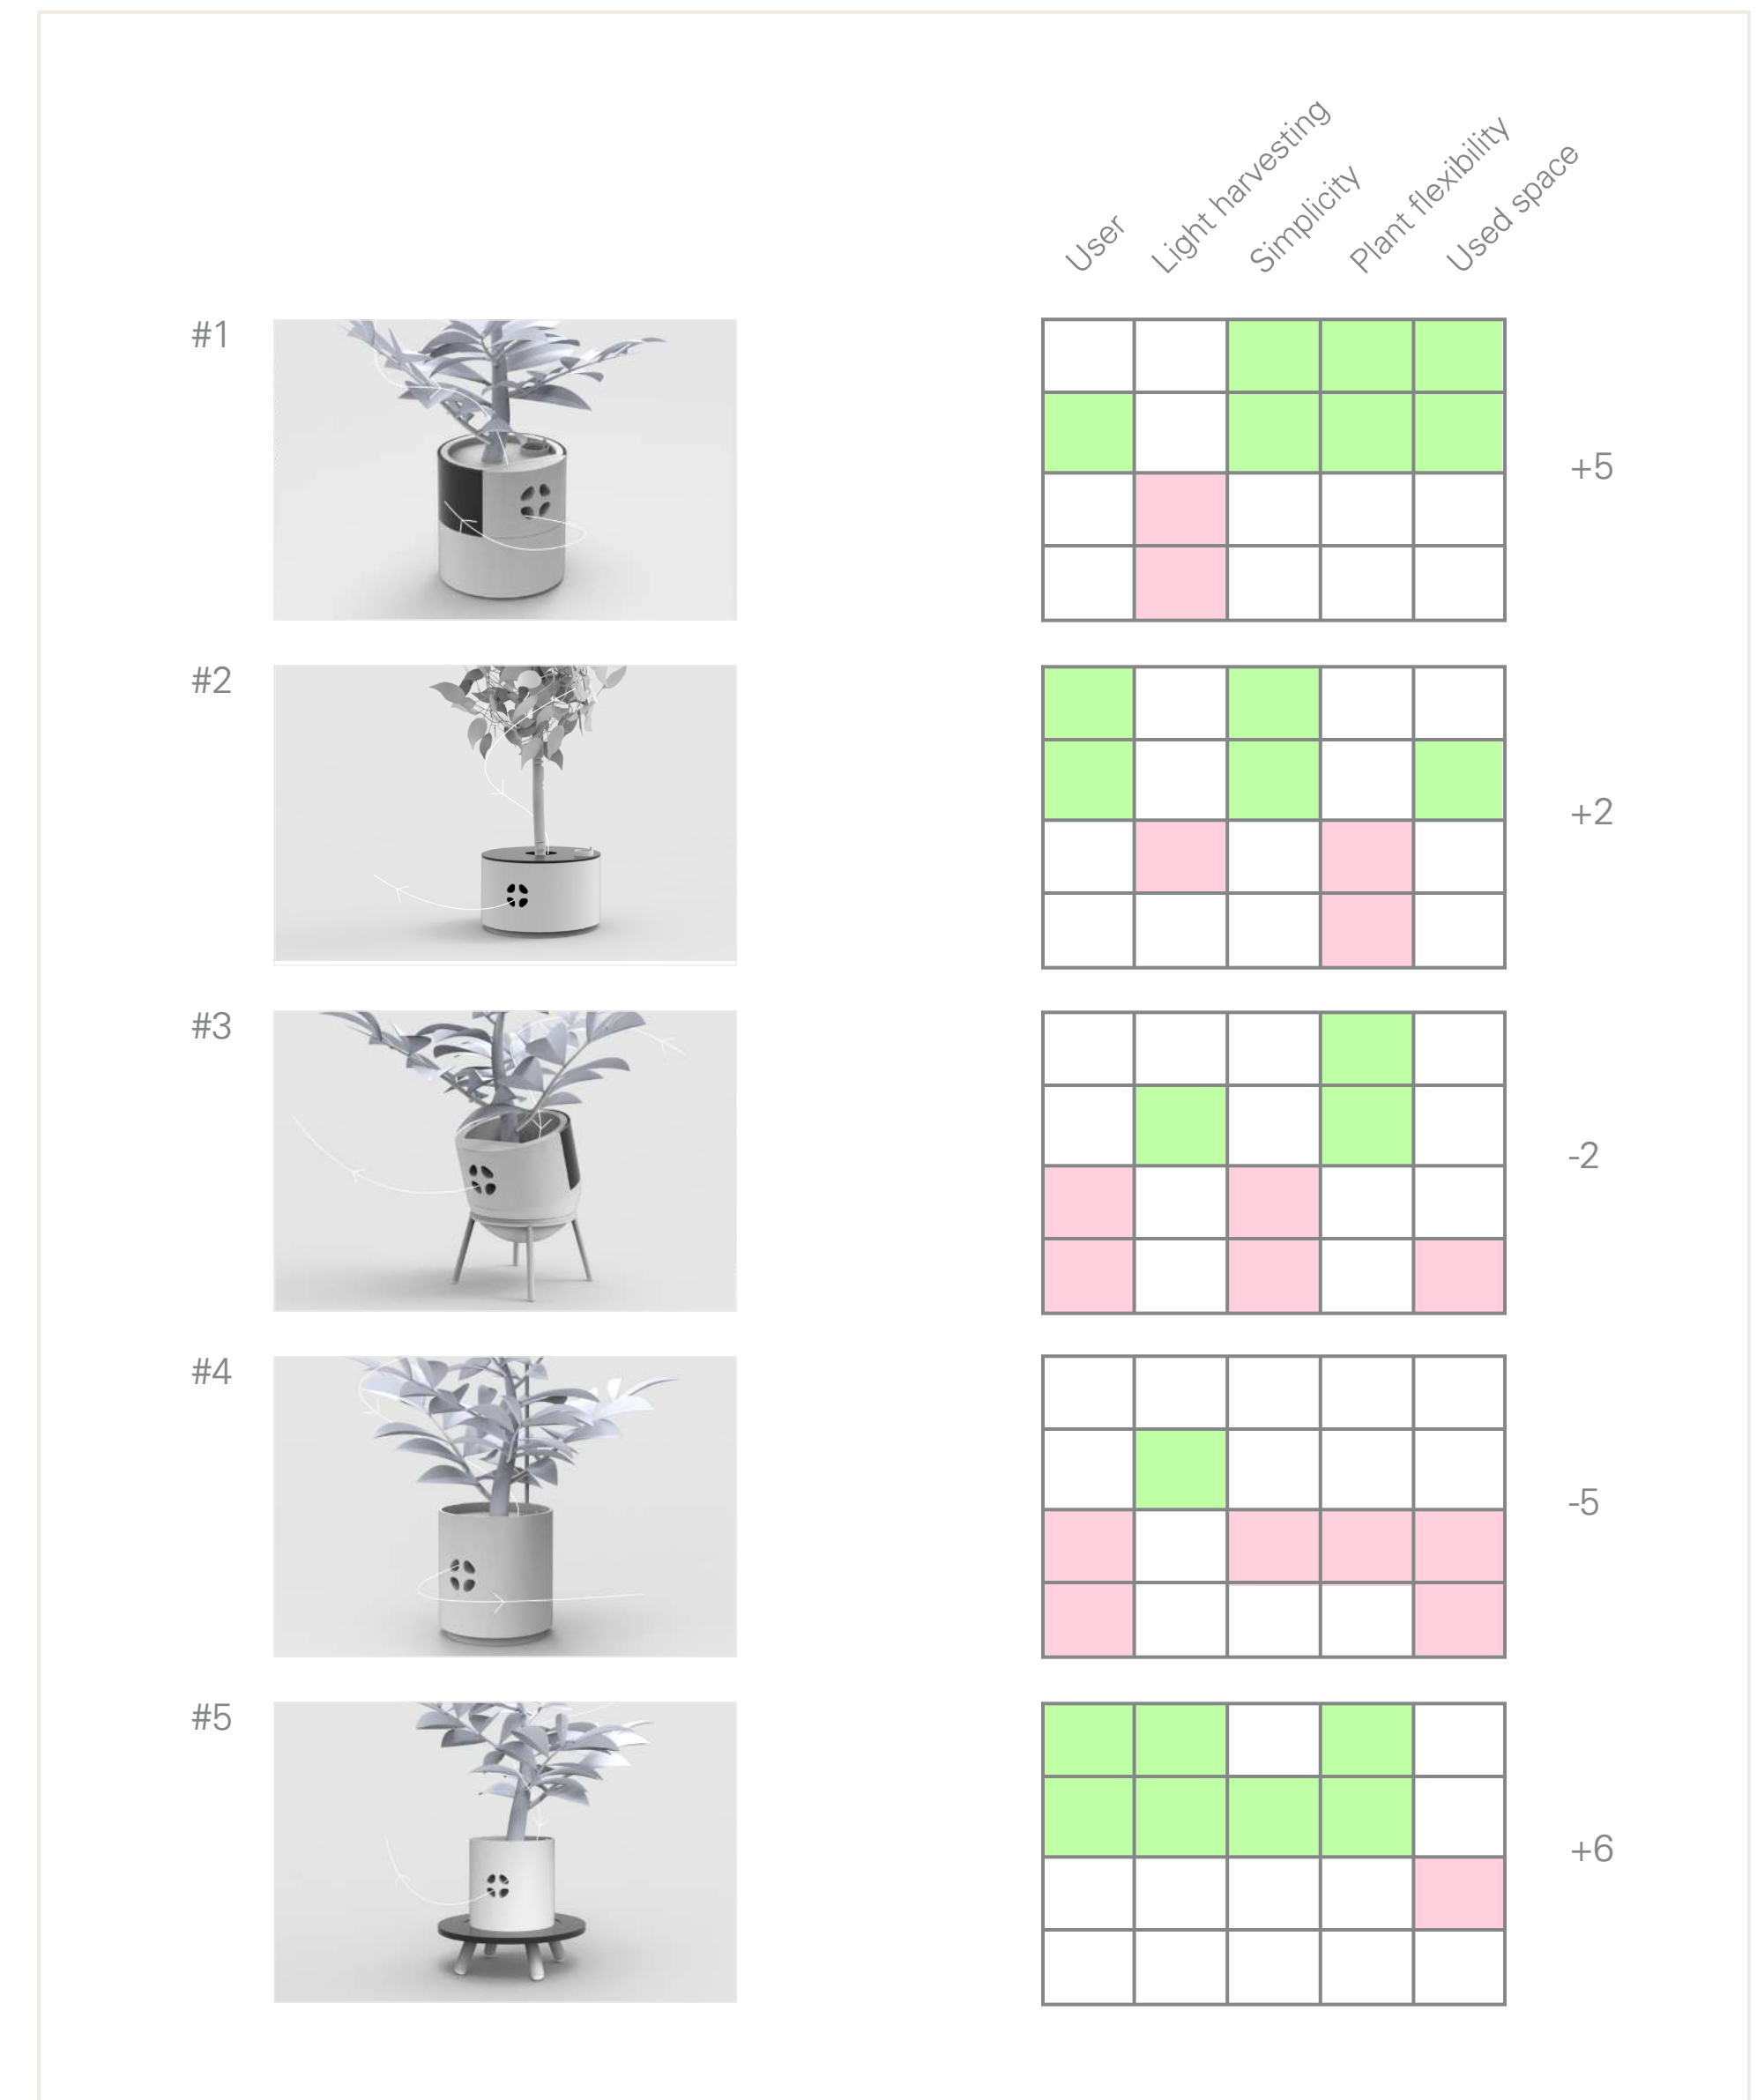 User
Light harvesting
Simplicity
Plant flexibility
Used space
#1
+5
#2
+2
#3
-2
#4
-5
#5
+6